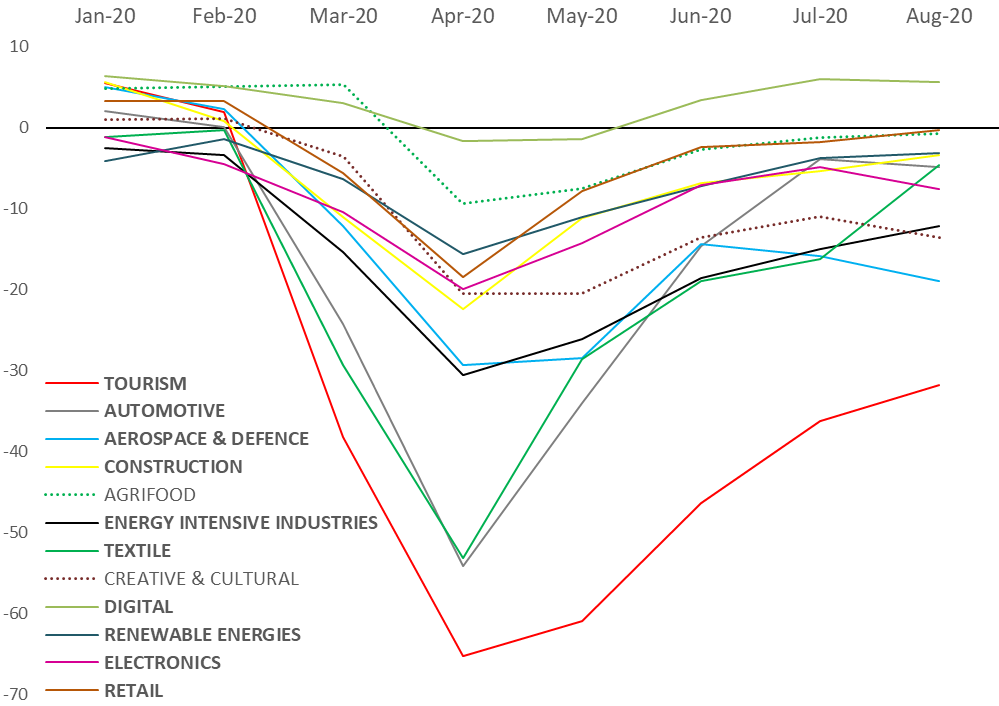 Jan-20 Feb-20 Mar-20 Apr-20 May-20 Jun-20 Jul-20 Aug-20
10
0
-10
-20
-30
-40
-50
-60
-70
TOURISM
AUTOMOTIVE
AEROSPACE & DEFENCE
CONSTRUCTION
AGRIFOOD
ENERGY INTENSIVE INDUSTRIES
TEXTILE
CREATIVE & CULTURAL
DIGITAL
RENEWABLE ENERGIES
ELECTRONICS
RETAIL